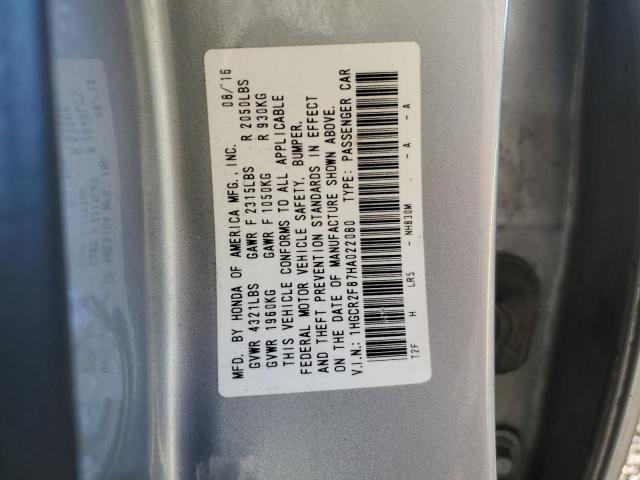 MFD. BY HONDA OF AMERICA MFG., INC. 08/16
GVWR 4321LBS GAWR F 2315LBS R 2050LBS
GVWR 1960KG GAWR F 1050KG R 930KG
THIS VEHICLE CONFORMS TO ALL APPLICABLE
FEDERAL MOTOR VEHICLE SAFETY, BUMPER,
AND THEFT PREVENTION STANDARDS IN EFFECT
ON THE DATE OF MANUFACTURE SHOWN ABOVE.
V.I.N.: 1HGCR2F87HA022080 TYPE: PASSENGER CAR
T2F H LR5 - NH830M - A - A